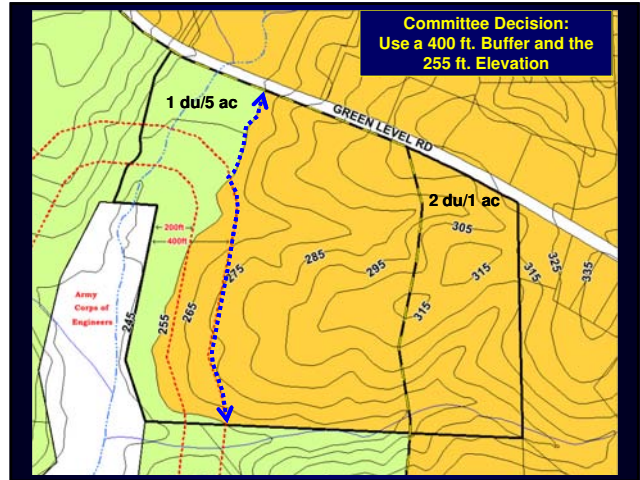 Committee Decision:
Use a 400 ft. Buffer and the
255 ft. Elevation
1 du/5 ac
GREEN LEVEL RD
2 du/1 ac
305
200ft
400ft
285
275
295
315
315
325
335
265
255
245
315
Army
Corps of
Engineers